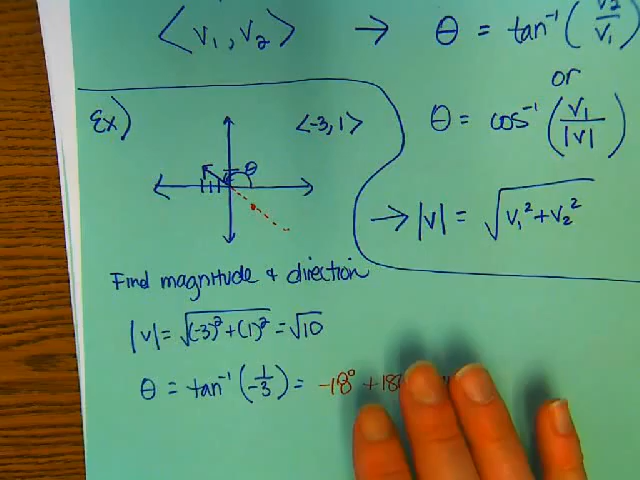 ⟨v₁, v₂⟩ → θ = tan⁻¹(v₂/v₁)
or
θ = cos⁻¹(v₁/|v|)
→ |v| = √(v₁² + v₂²)
Ex) ⟨-3, 1⟩
θ
Find magnitude & direction
|v| = √((-3)² + (1)²) = √10
θ = tan⁻¹(1/-3) = -18° + 18